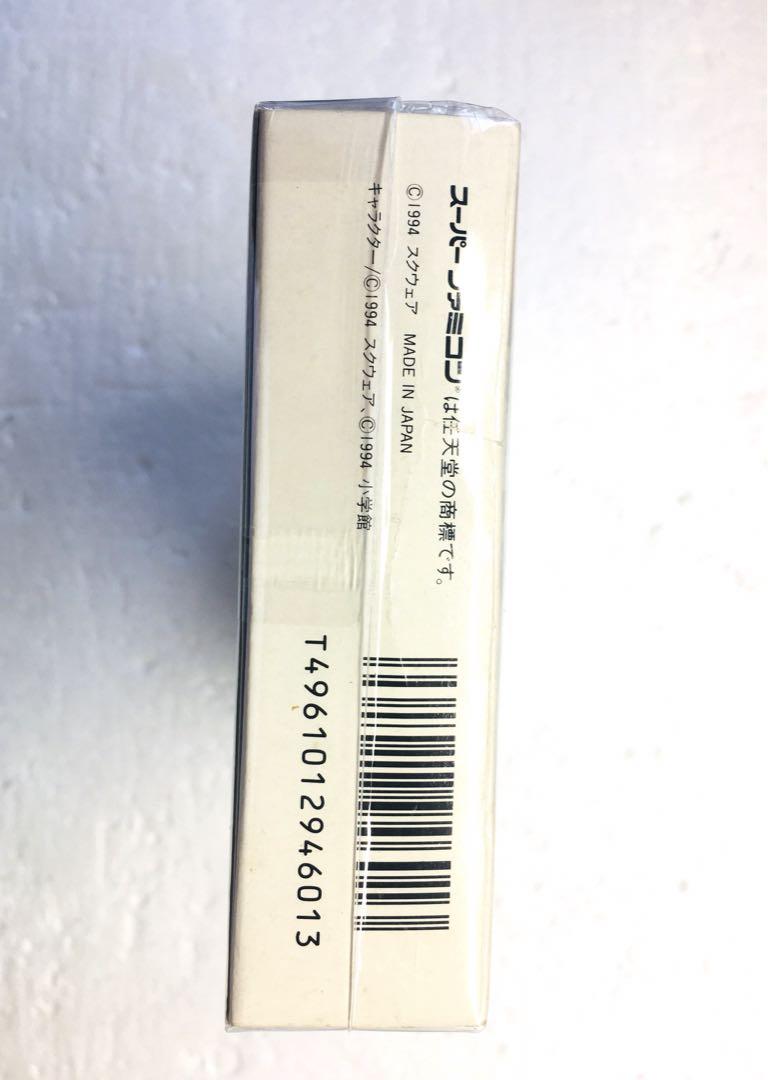 スーパーファミコン®は任天堂の商標です。
©1994 スクウェア MADE IN JAPAN
キャラクター/©1994 スクウェア、©1994 小学館
T4961012946013